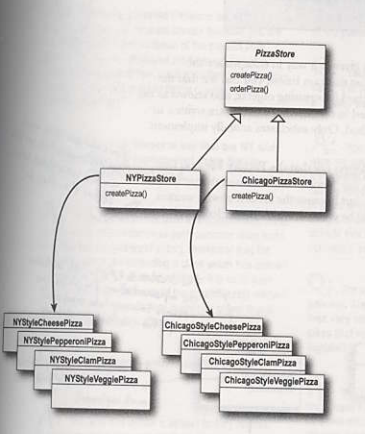 PizzaStore
createPizza()
orderPizza()
NYPizzaStore
createPizza()
ChicagoPizzaStore
createPizza()
NYStyleCheesePizza
NYStylePepperoniPizza
NYStyleClamPizza
NYStyleVeggiePizza
ChicagoStyleCheesePizza
ChicagoStylePepperoniPizza
ChicagoStyleClamPizza
ChicagoStyleVeggiePizza